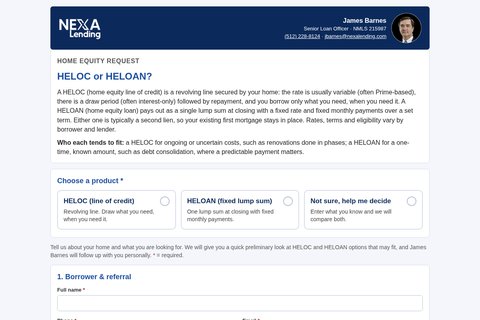 NEXA
Lending
James Barnes
Senior Loan Officer · NMLS 215987
(512) 228-8124 · jbarnes@nexalending.com
HOME EQUITY REQUEST
HELOC or HELOAN?
A HELOC (home equity line of credit) is a revolving line secured by your home: the rate is usually variable (often Prime-based),
there is a draw period (often interest-only) followed by repayment, and you borrow only what you need, when you need it. A
HELOAN (home equity loan) pays out as a single lump sum at closing with a fixed rate and fixed monthly payments over a set
term. Either one is typically a second lien, so your existing first mortgage stays in place. Rates, terms and eligibility vary by
borrower and lender.
Who each tends to fit: a HELOC for ongoing or uncertain costs, such as renovations done in phases; a HELOAN for a one-
time, known amount, such as debt consolidation, where a predictable payment matters.
Choose a product *
HELOC (line of credit)
Revolving line. Draw what you need,
when you need it.
HELOAN (fixed lump sum)
One lump sum at closing with fixed
monthly payments.
Not sure, help me decide
Enter what you know and we will
compare both.
Tell us about your home and what you are looking for. We will give you a quick preliminary look at HELOC and HELOAN options that may fit, and James
Barnes will follow up with you personally. * = required.
1. Borrower & referral
Full name *